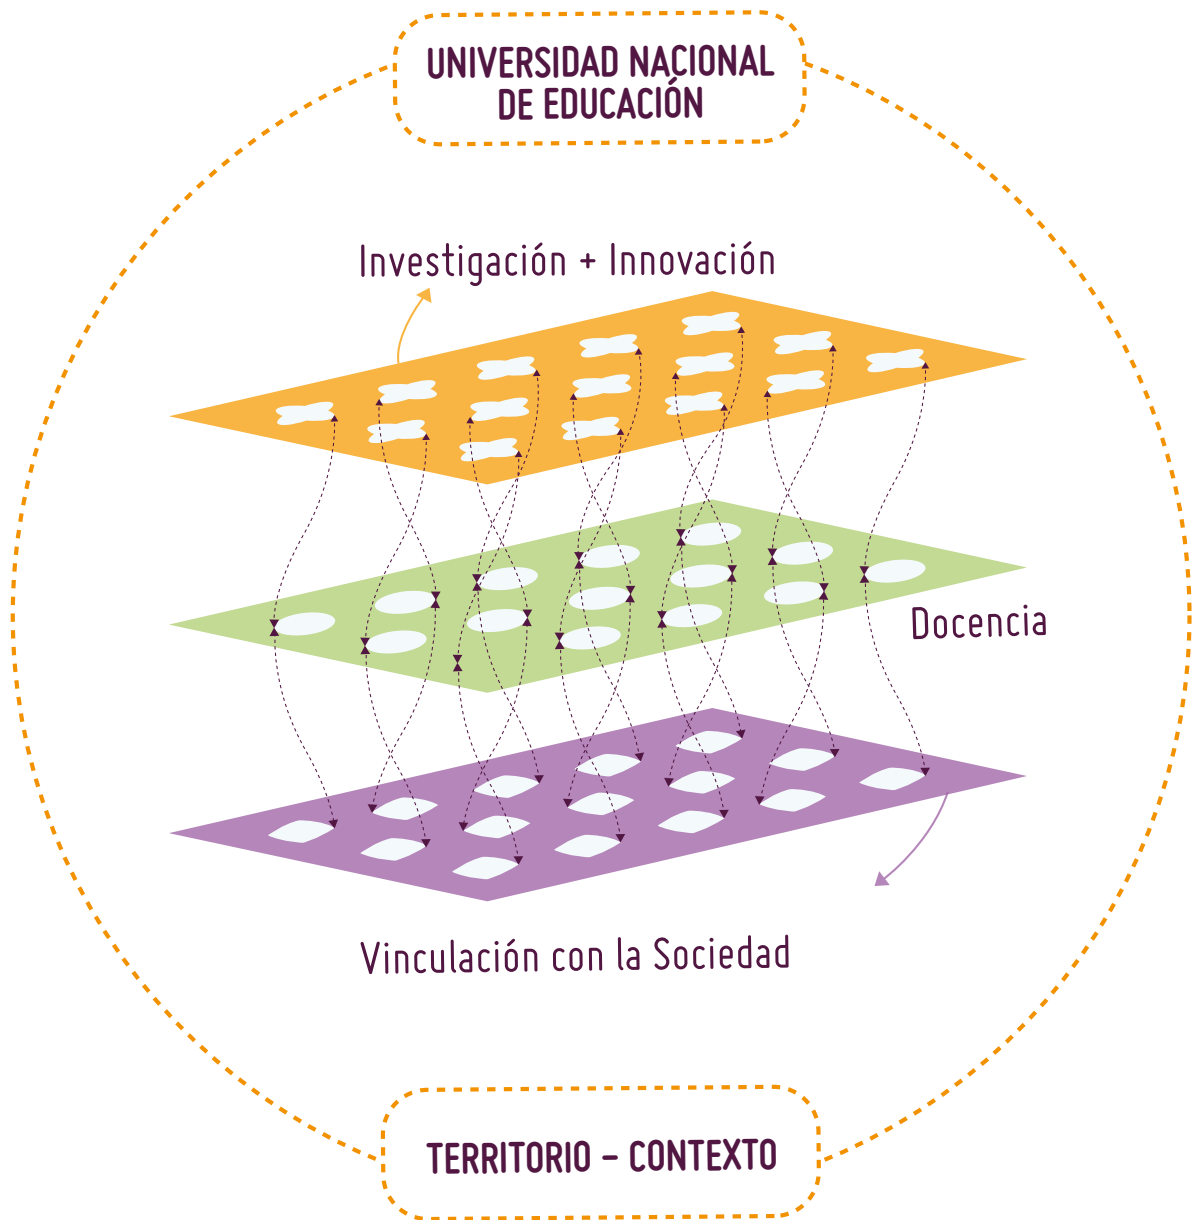 UNIVERSIDAD NACIONAL
DE EDUCACIÓN
Investigación + Innovación
Docencia
Vinculación con la Sociedad
TERRITORIO – CONTEXTO